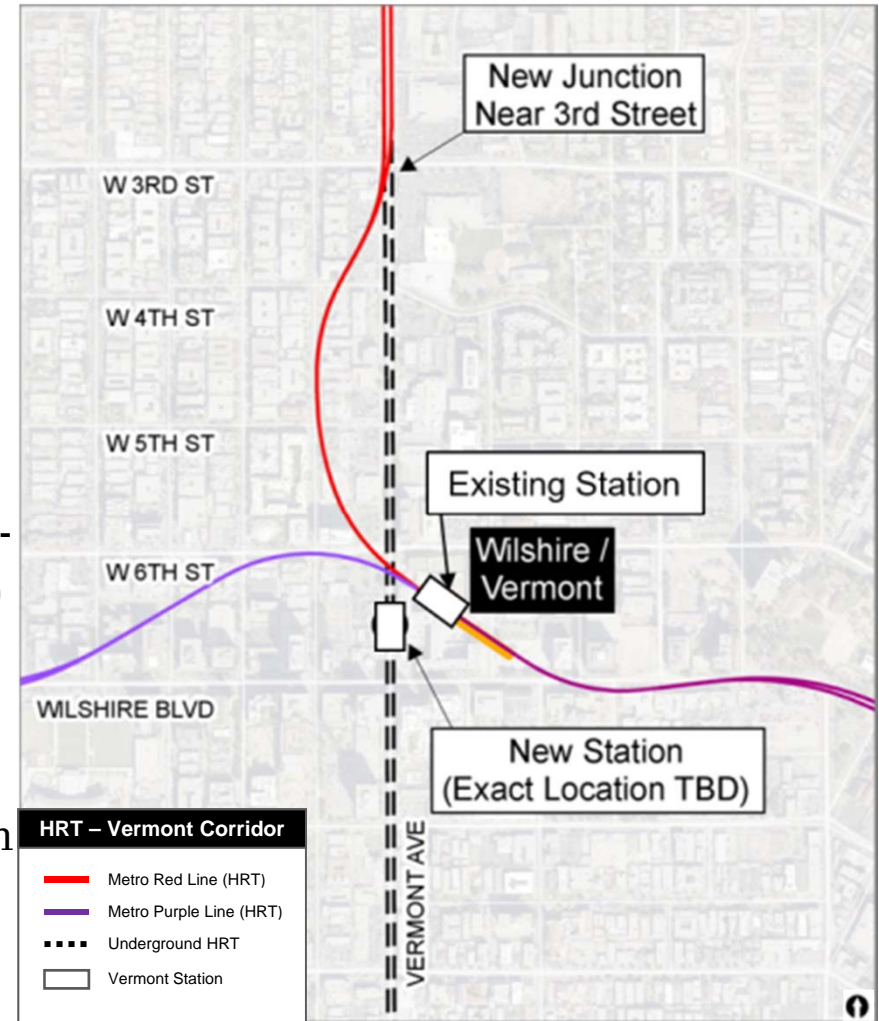 New Junction
Near 3rd Street
W 3RD ST
W 4TH ST
W 5TH ST
Existing Station
Wilshire /
Vermont
W 6TH ST
WILSHIRE BLVD
New Station
(Exact Location TBD)
VERMONT AVE
HRT – Vermont Corridor
Metro Red Line (HRT)
Metro Purple Line (HRT)
Underground HRT
Vermont Station